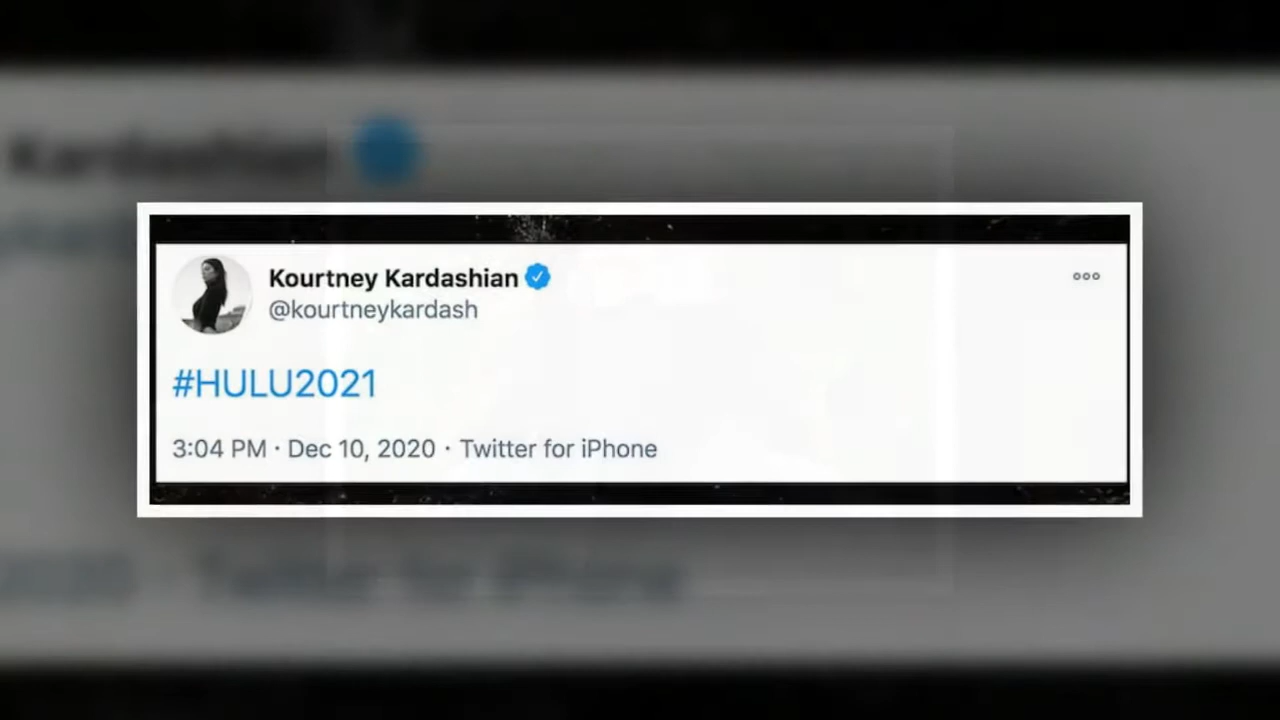 Kourtney Kardashian
@kourtneykardash
#HULU2021
3:04 PM · Dec 10, 2020 · Twitter for iPhone